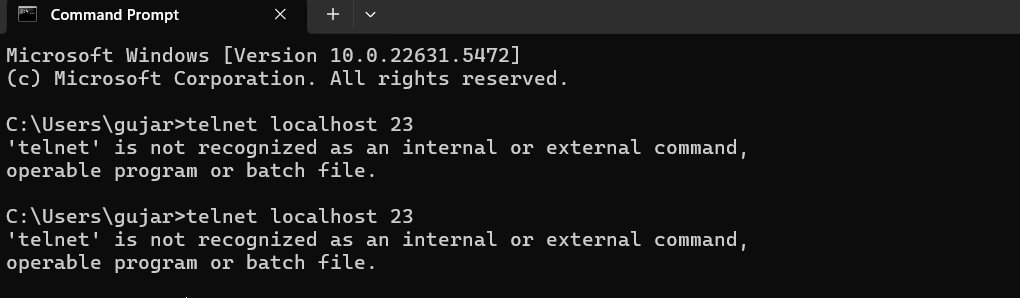 Command Prompt
Microsoft Windows [Version 10.0.22631.5472]
(c) Microsoft Corporation. All rights reserved.
C:\Users\gujar>telnet localhost 23
'telnet' is not recognized as an internal or external command,
operable program or batch file.
C:\Users\gujar>telnet localhost 23
'telnet' is not recognized as an internal or external command,
operable program or batch file.